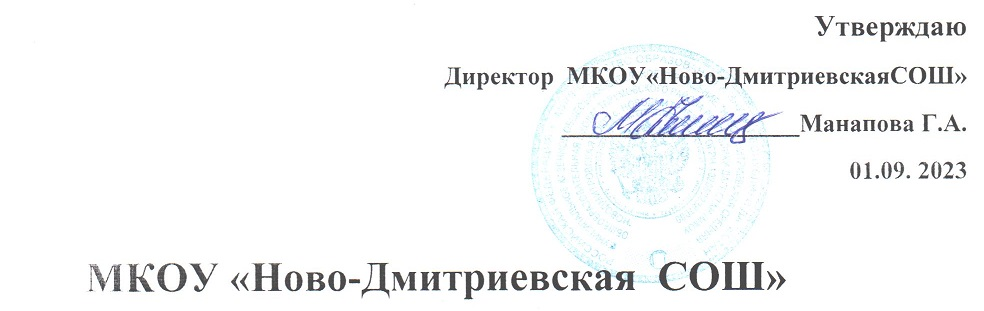 Утверждаю
Директор МКОУ«Ново-ДмитриевскаяСОШ»
Манапова Г.А.
01.09. 2023
МКОУ «Ново-Дмитриевская СОШ»